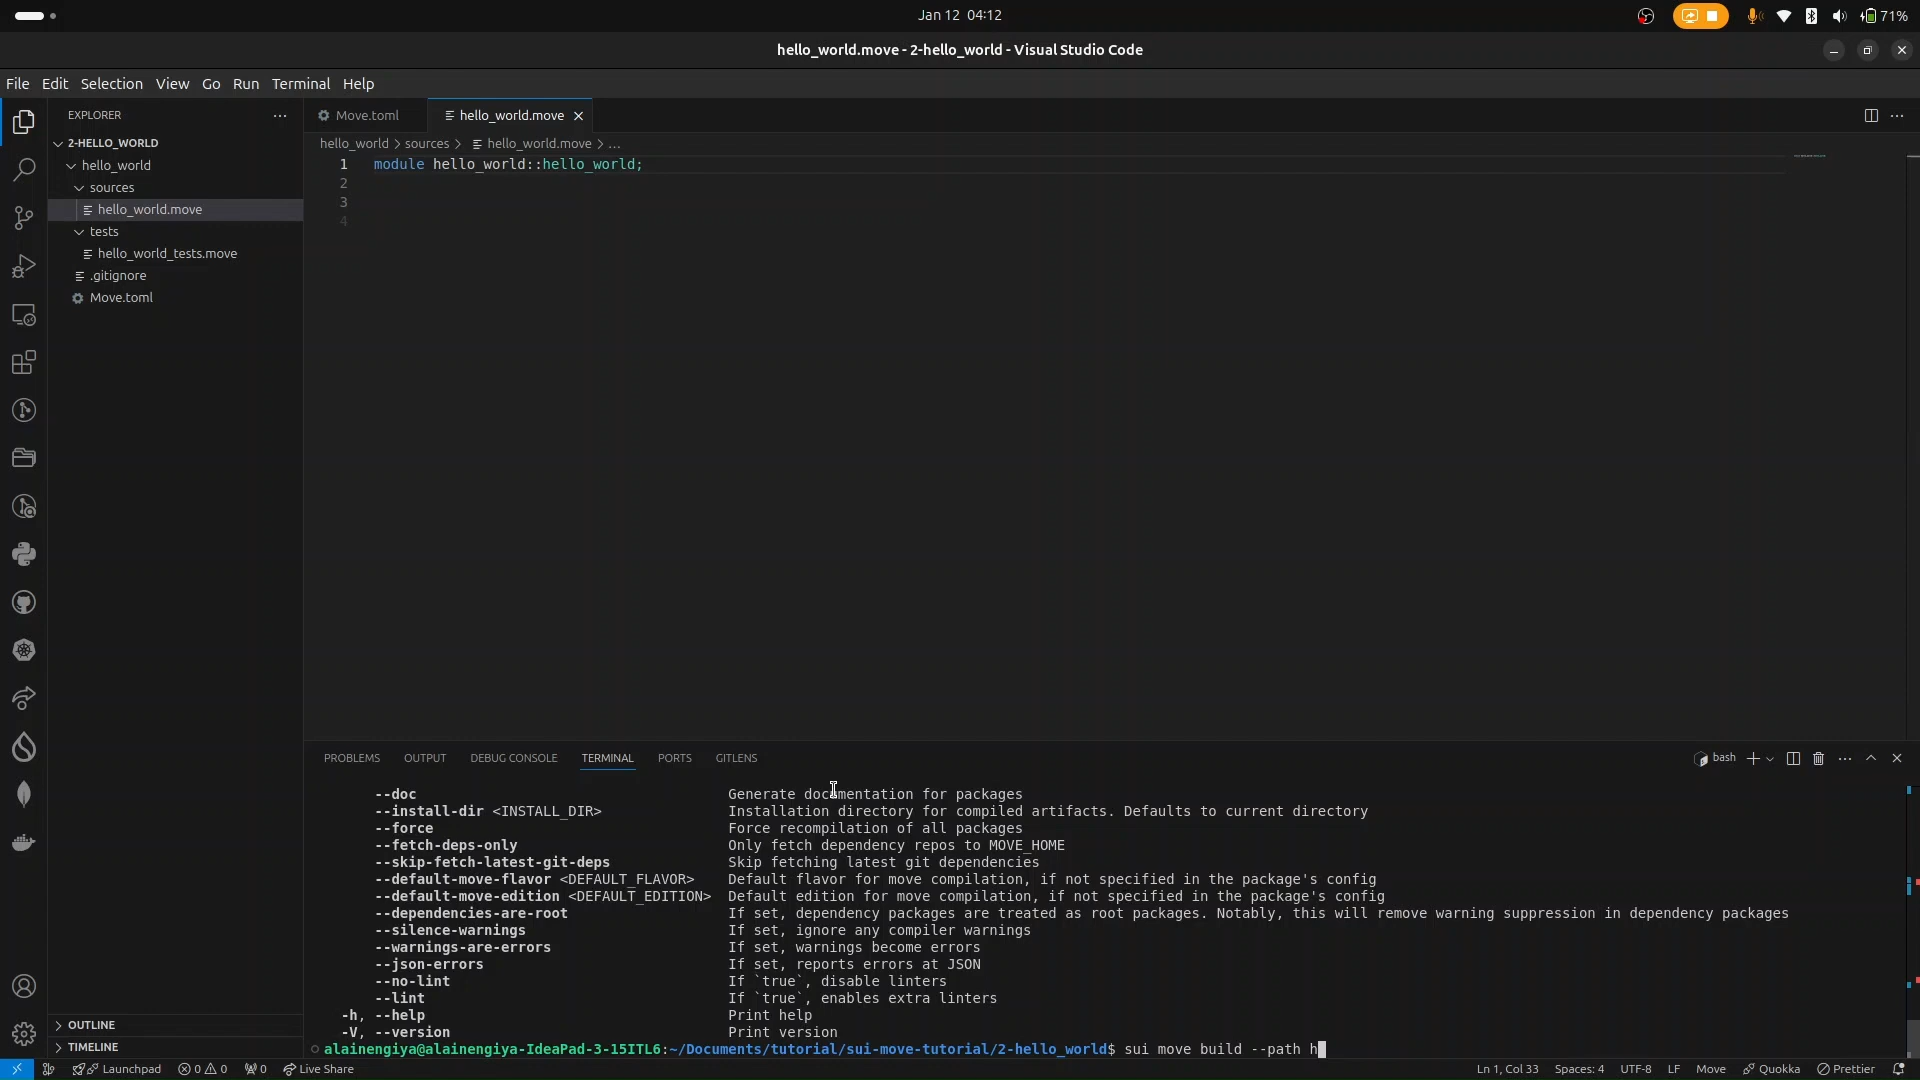 Jan 12 04:12
71%
hello_world.move - 2-hello_world - Visual Studio Code
File Edit Selection View Go Run Terminal Help
EXPLORER
2-HELLO_WORLD
hello_world
sources
hello_world.move
tests
hello_world_tests.move
.gitignore
Move.toml
OUTLINE
TIMELINE
Move.toml
hello_world.move
hello_world > sources > hello_world.move > ...
1 module hello_world::hello_world;
2
3
4
PROBLEMS OUTPUT DEBUG CONSOLE TERMINAL PORTS GITLENS
bash
--doc Generate documentation for packages
--install-dir <INSTALL_DIR> Installation directory for compiled artifacts. Defaults to current directory
--force Force recompilation of all packages
--fetch-deps-only Only fetch dependency repos to MOVE_HOME
--skip-fetch-latest-git-deps Skip fetching latest git dependencies
--default-move-flavor <DEFAULT_FLAVOR> Default flavor for move compilation, if not specified in the package's config
--default-move-edition <DEFAULT_EDITION> Default edition for move compilation, if not specified in the package's config
--dependencies-are-root If set, dependency packages are treated as root packages. Notably, this will remove warning suppression in dependency packages
--silence-warnings If set, ignore any compiler warnings
--warnings-are-errors If set, warnings become errors
--json-errors If set, reports errors at JSON
--no-lint If `true`, disable linters
--lint If `true`, enables extra linters
-h, --help Print help
-V, --version Print version
alainengiya@alainengiya-IdeaPad-3-15ITL6:~/Documents/tutorial/sui-move-tutorial/2-hello_world$ sui move build --path h
Launchpad 0 0 0 Live Share
Ln 1, Col 33 Spaces: 4 UTF-8 LF Move Quokka Prettier